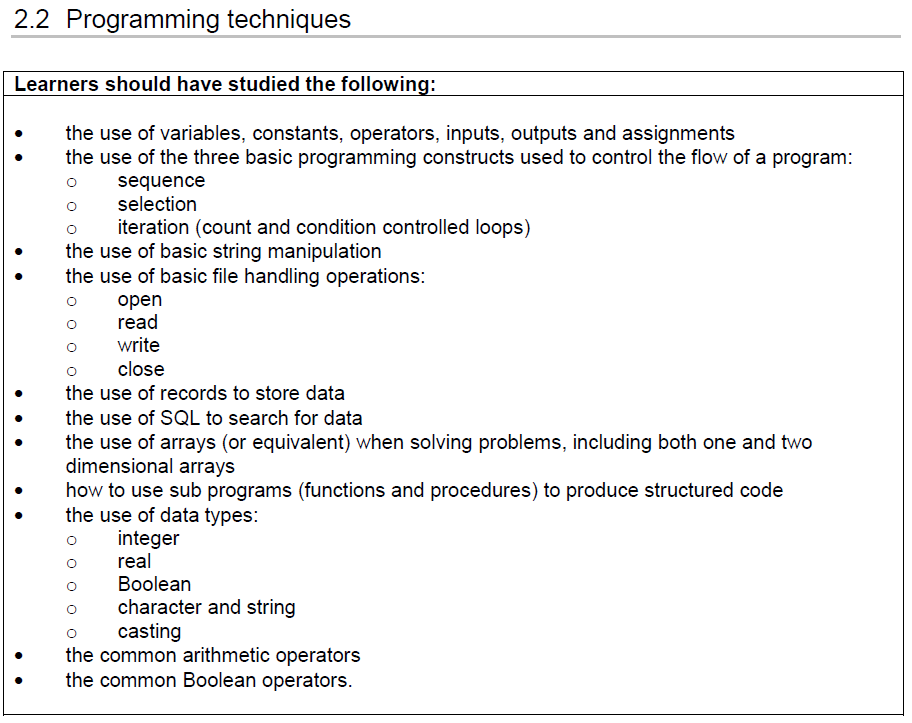 2.2 Programming techniques
Learners should have studied the following:
• the use of variables, constants, operators, inputs, outputs and assignments
• the use of the three basic programming constructs used to control the flow of a program:
○ sequence
○ selection
○ iteration (count and condition controlled loops)
• the use of basic string manipulation
• the use of basic file handling operations:
○ open
○ read
○ write
○ close
• the use of records to store data
• the use of SQL to search for data
• the use of arrays (or equivalent) when solving problems, including both one and two
dimensional arrays
• how to use sub programs (functions and procedures) to produce structured code
• the use of data types:
○ integer
○ real
○ Boolean
○ character and string
○ casting
• the common arithmetic operators
• the common Boolean operators.